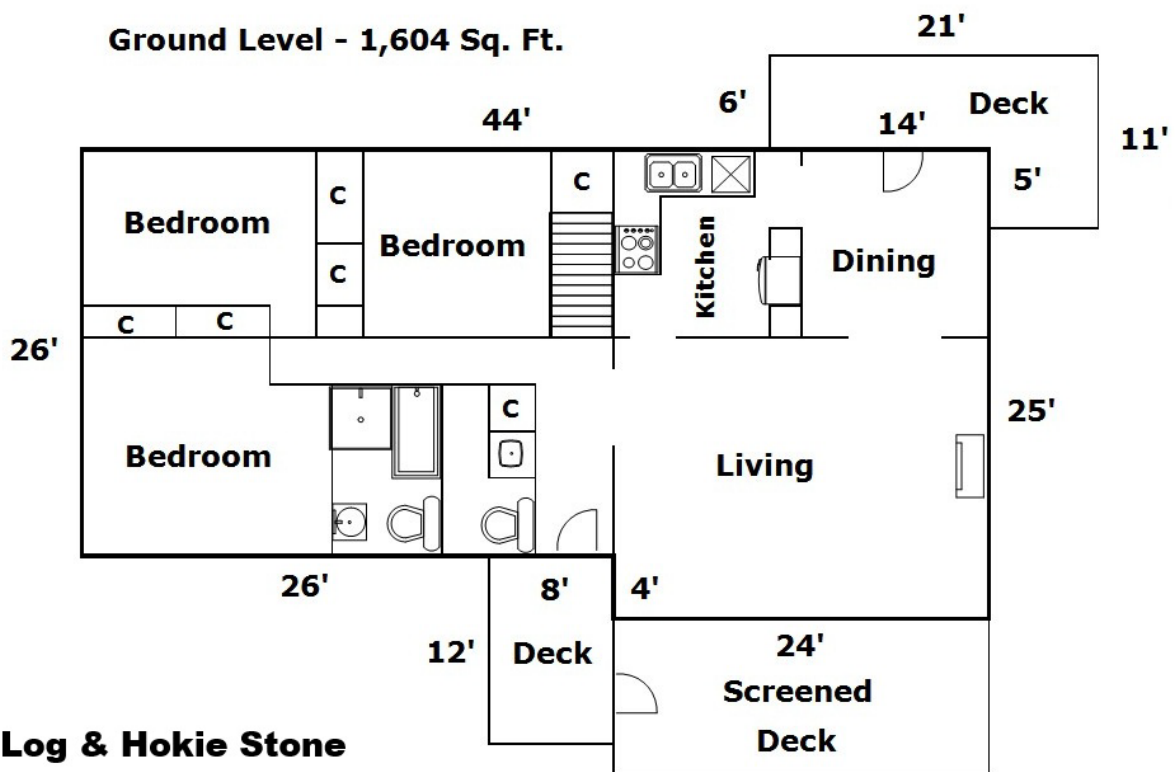 Ground Level - 1,604 Sq. Ft.
21'
6'
Deck
44'
14'
11'
C
C
5'
Bedroom
Bedroom
Kitchen
Dining
C
C
C
26'
25'
C
Bedroom
Living
26'
8'
4'
12'
Deck
24'
Screened
Deck
Log & Hokie Stone